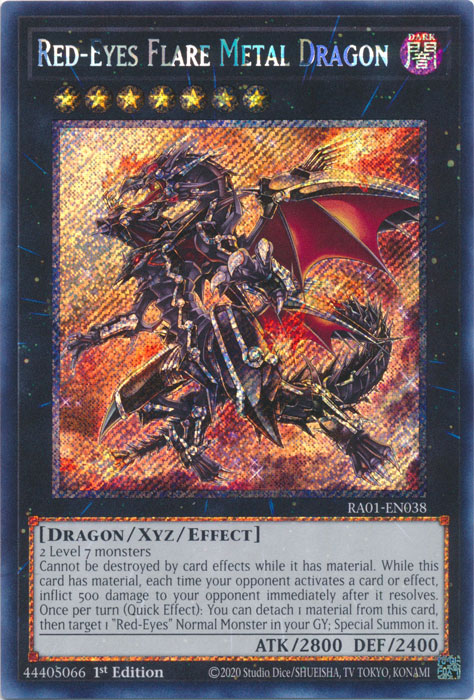 RED-EYES FLARE METAL DRAGON
DARK
闇
RA01-EN038
[DRAGON/XYZ/EFFECT]
2 Level 7 monsters
Cannot be destroyed by card effects while it has material. While this
card has material, each time your opponent activates a card or effect,
inflict 500 damage to your opponent immediately after it resolves.
Once per turn (Quick Effect): You can detach 1 material from this card,
then target 1 "Red-Eyes" Normal Monster in your GY; Special Summon it.
ATK/2800 DEF/2400
44405066 1st Edition ©2020 Studio Dice/SHUEISHA, TV TOKYO, KONAMI